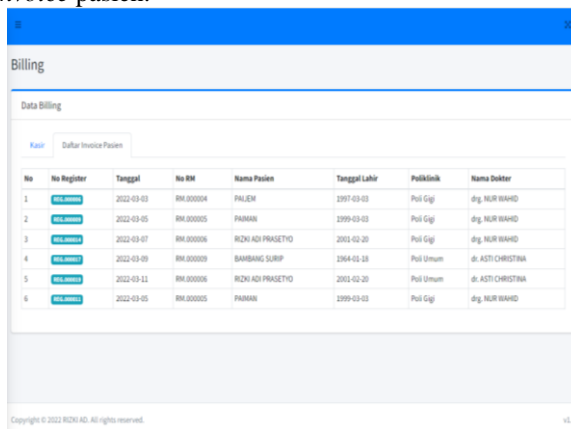 pasien.
Billing
Data Billing
Kasir Daftar Invoice Pasien
No No Register Tanggal No RM Nama Pasien Tanggal Lahir Poliklinik Nama Dokter
1 2022-03-03 RM.000004 PAIJEM 1997-03-03 Poli Gigi drg. NUR WAHID
2 2022-03-05 RM.000005 PAIMAN 1999-03-03 Poli Gigi drg. NUR WAHID
3 2022-03-07 RM.000006 RIZKI ADI PRASETYO 2001-02-20 Poli Gigi drg. NUR WAHID
4 2022-03-09 RM.000009 BAMBANG SURIP 1964-01-18 Poli Umum dr. ASTI CHRISTINA
5 2022-03-11 RM.000006 RIZKI ADI PRASETYO 2001-02-20 Poli Umum dr. ASTI CHRISTINA
6 2022-03-05 RM.000005 PAIMAN 1999-03-03 Poli Gigi drg. NUR WAHID
Copyright © 2022 RIZKI AD. All rights reserved.